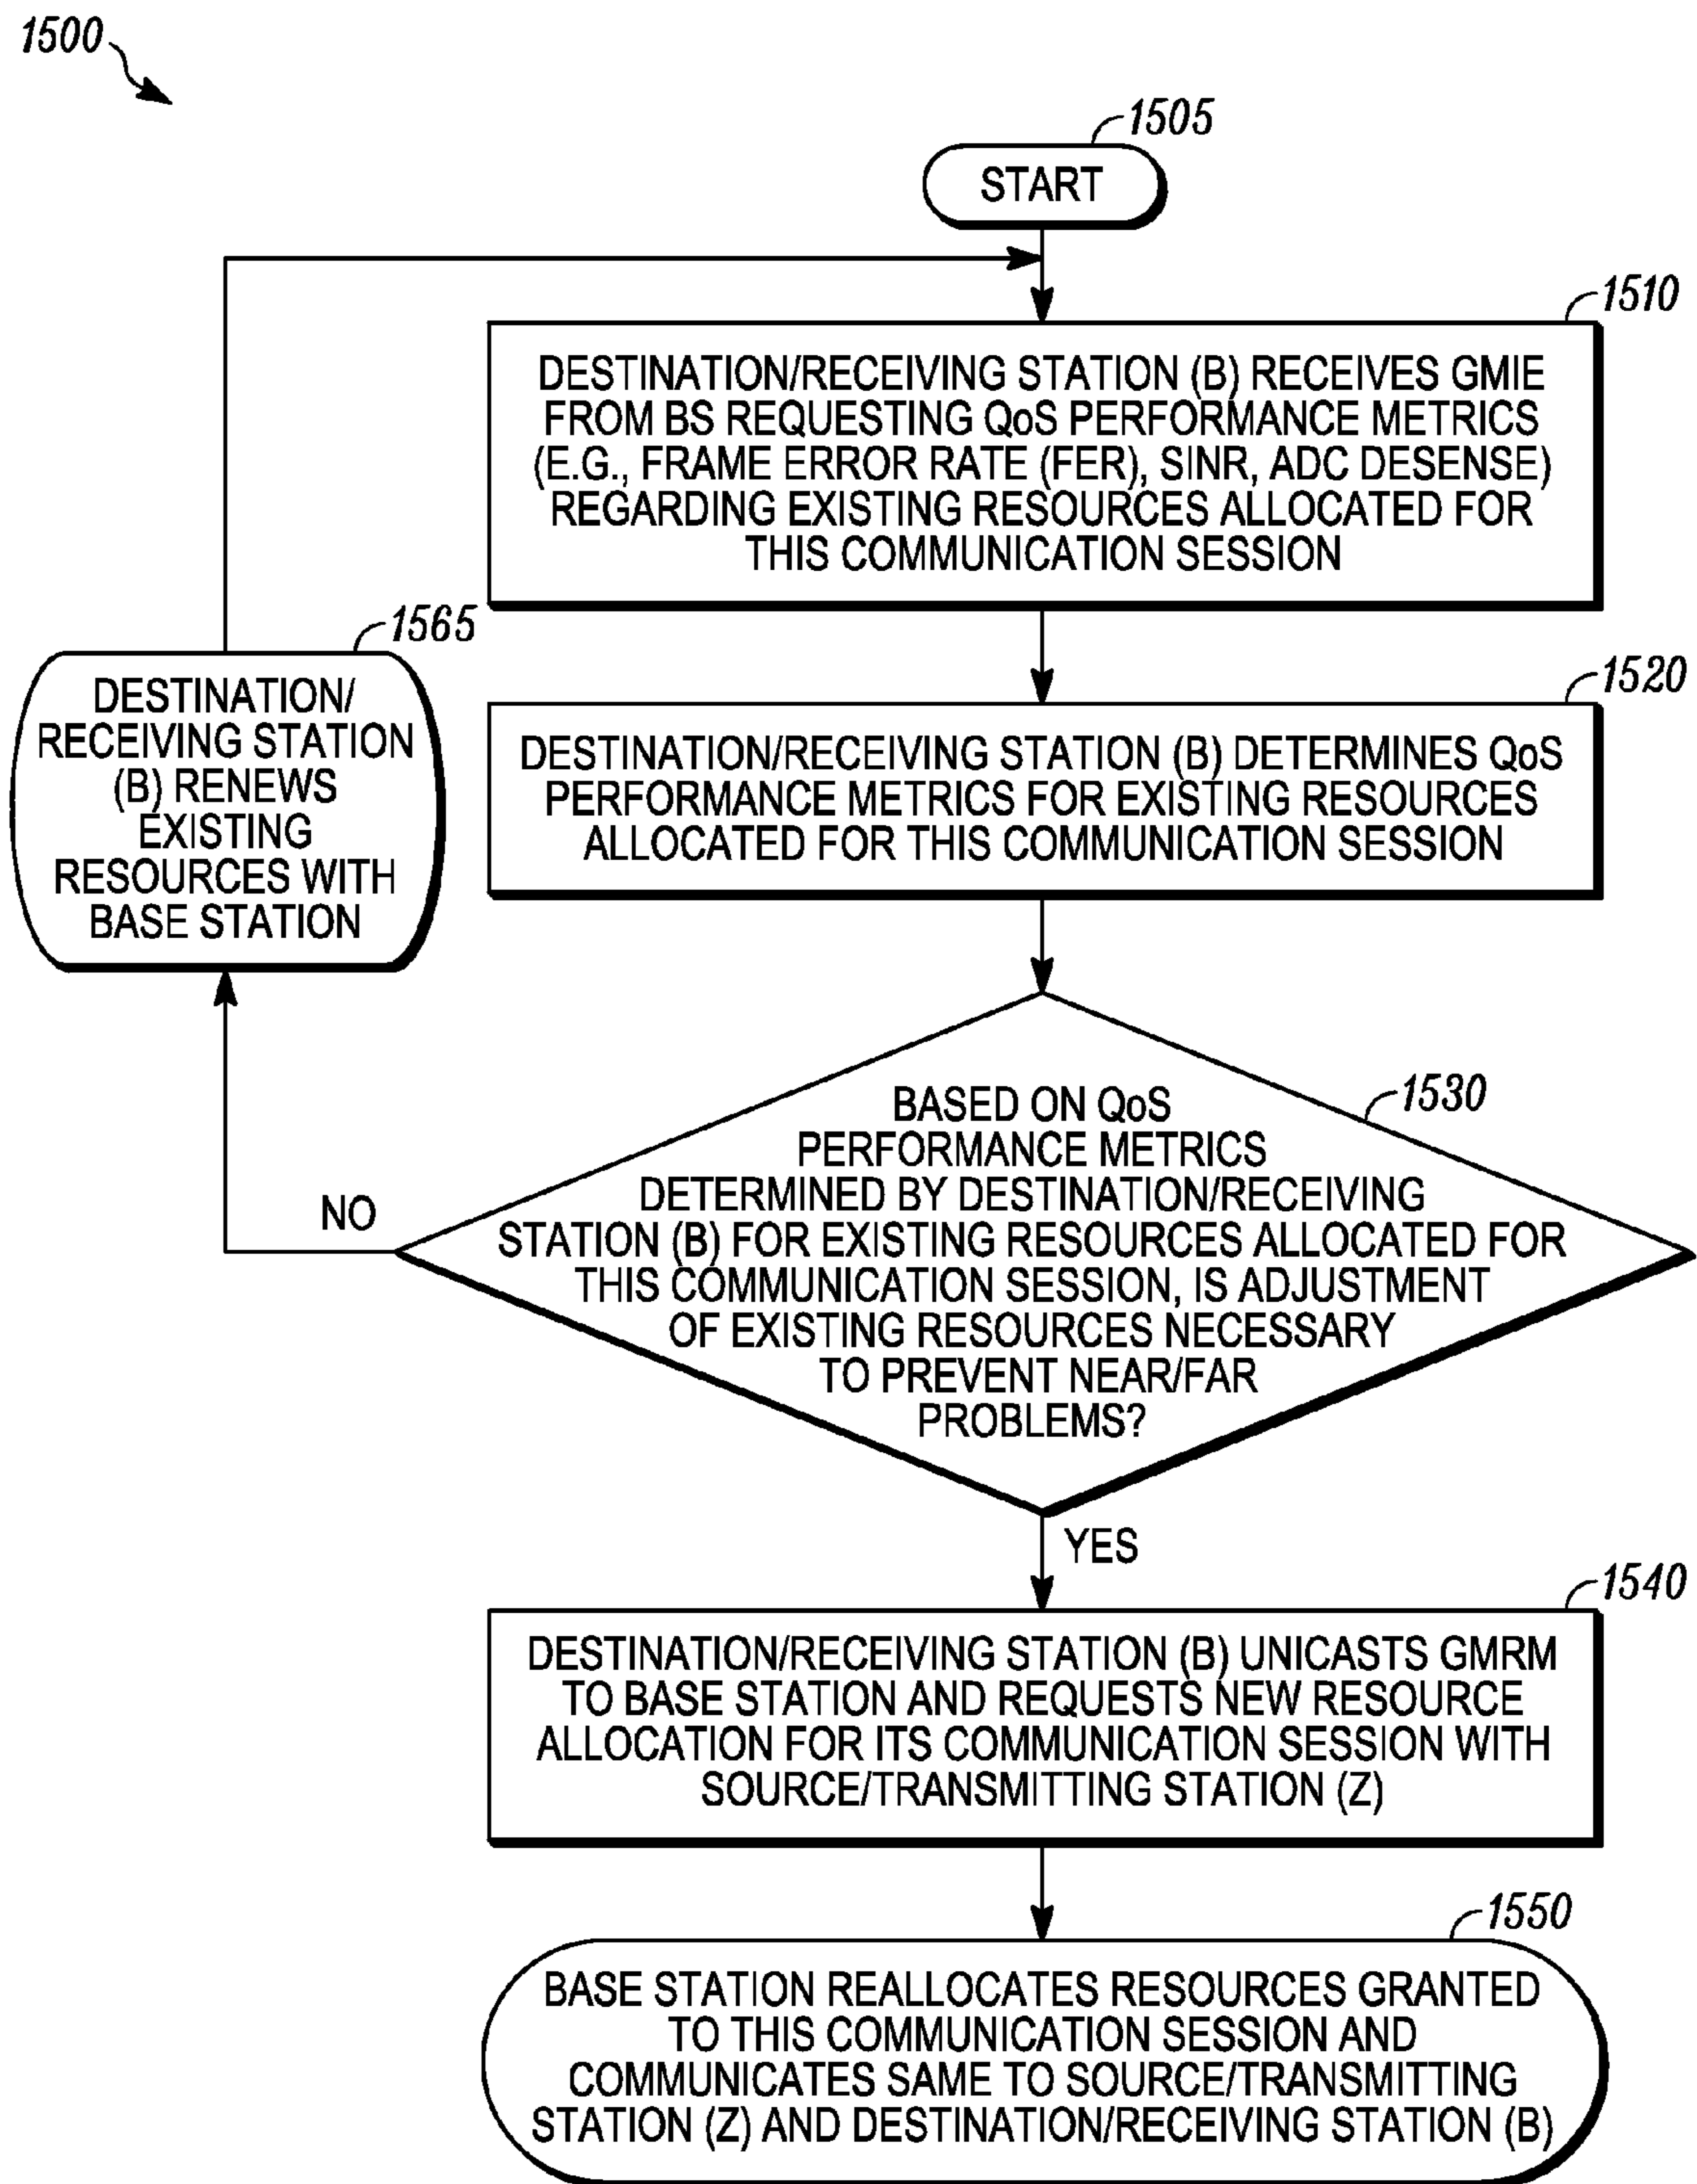 1500
1505
START
1510
DESTINATION/RECEIVING STATION (B) RECEIVES GMIE
FROM BS REQUESTING QoS PERFORMANCE METRICS
(E.G., FRAME ERROR RATE (FER), SINR, ADC DESENSE)
REGARDING EXISTING RESOURCES ALLOCATED FOR
THIS COMMUNICATION SESSION
1565
DESTINATION/
RECEIVING STATION
(B) RENEWS
EXISTING
RESOURCES WITH
BASE STATION
1520
DESTINATION/RECEIVING STATION (B) DETERMINES QoS
PERFORMANCE METRICS FOR EXISTING RESOURCES
ALLOCATED FOR THIS COMMUNICATION SESSION
1530
BASED ON QoS
PERFORMANCE METRICS
DETERMINED BY DESTINATION/RECEIVING
STATION (B) FOR EXISTING RESOURCES ALLOCATED FOR
THIS COMMUNICATION SESSION, IS ADJUSTMENT
OF EXISTING RESOURCES NECESSARY
TO PREVENT NEAR/FAR
PROBLEMS?
NO
YES
1540
DESTINATION/RECEIVING STATION (B) UNICASTS GMRM
TO BASE STATION AND REQUESTS NEW RESOURCE
ALLOCATION FOR ITS COMMUNICATION SESSION WITH
SOURCE/TRANSMITTING STATION (Z)
1550
BASE STATION REALLOCATES RESOURCES GRANTED
TO THIS COMMUNICATION SESSION AND
COMMUNICATES SAME TO SOURCE/TRANSMITTING
STATION (Z) AND DESTINATION/RECEIVING STATION (B)